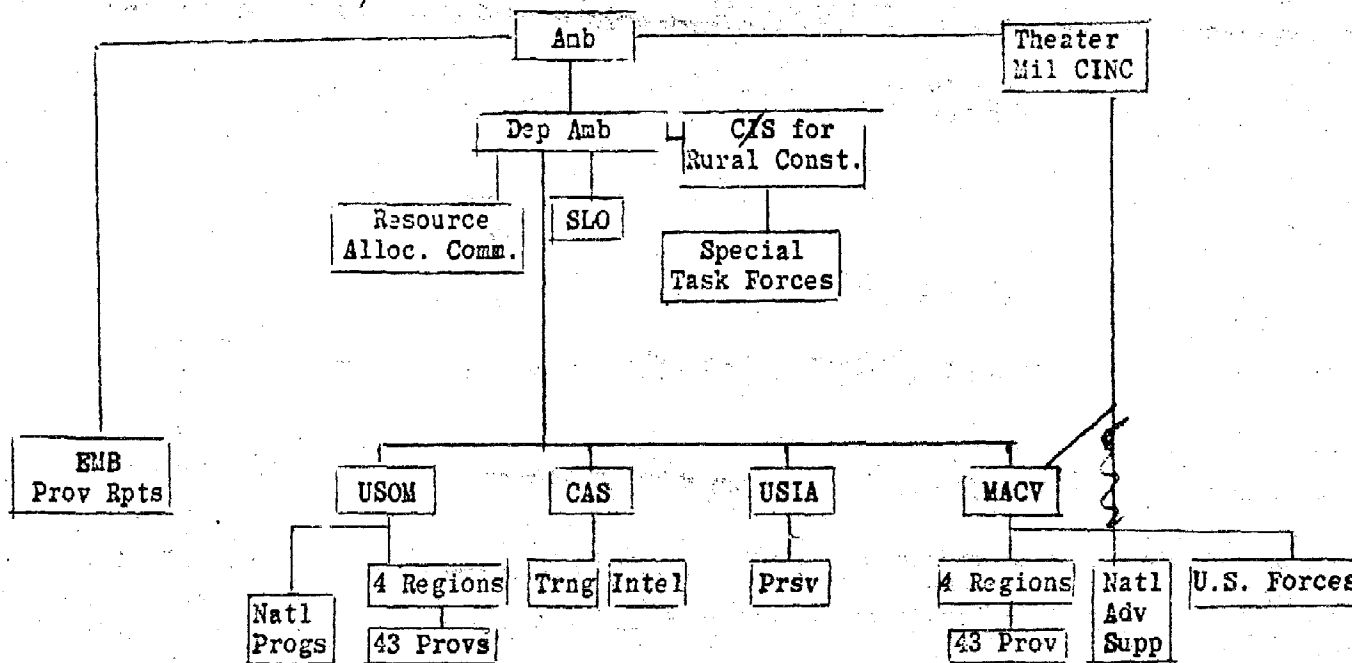 Amb
Theater
Mil CINC
Dep Amb
C/S for
Rural Const.
Resource
Alloc. Comm.
SLO
Special
Task Forces
EMB
Prov Rpts
USOM
CAS
USIA
MACV
4 Regions
Trng
Intel
Prsv
4 Regions
Natl
Adv
Supp
U.S. Forces
Natl
Progs
43 Provs
43 Prov